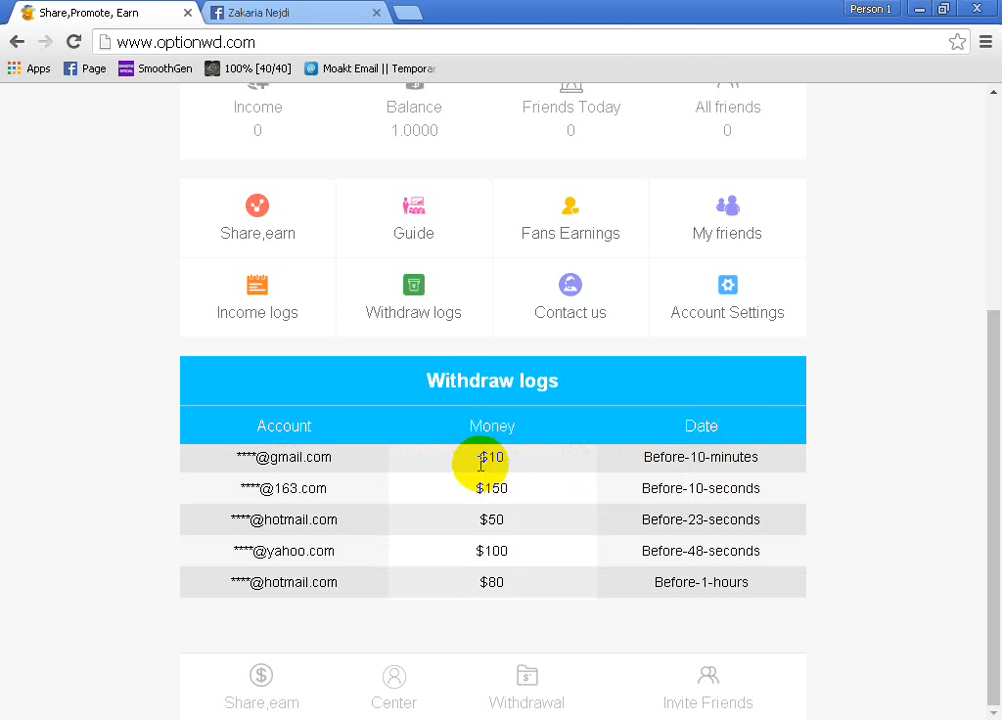 Share,Promote, Earn
Zakaria Nejdi
Person 1
www.optionwd.com
Apps Page SmoothGen 100% [40/40] Moakt Email || Tempora
Income Balance Friends Today All friends
0 1.0000 0 0
Share,earn Guide Fans Earnings My friends
Income logs Withdraw logs Contact us Account Settings
Withdraw logs
Account Money Date
****@gmail.com $10 Before-10-minutes
****@163.com $150 Before-10-seconds
****@hotmail.com $50 Before-23-seconds
****@yahoo.com $100 Before-48-seconds
****@hotmail.com $80 Before-1-hours
Share,earn Center Withdrawal Invite Friends